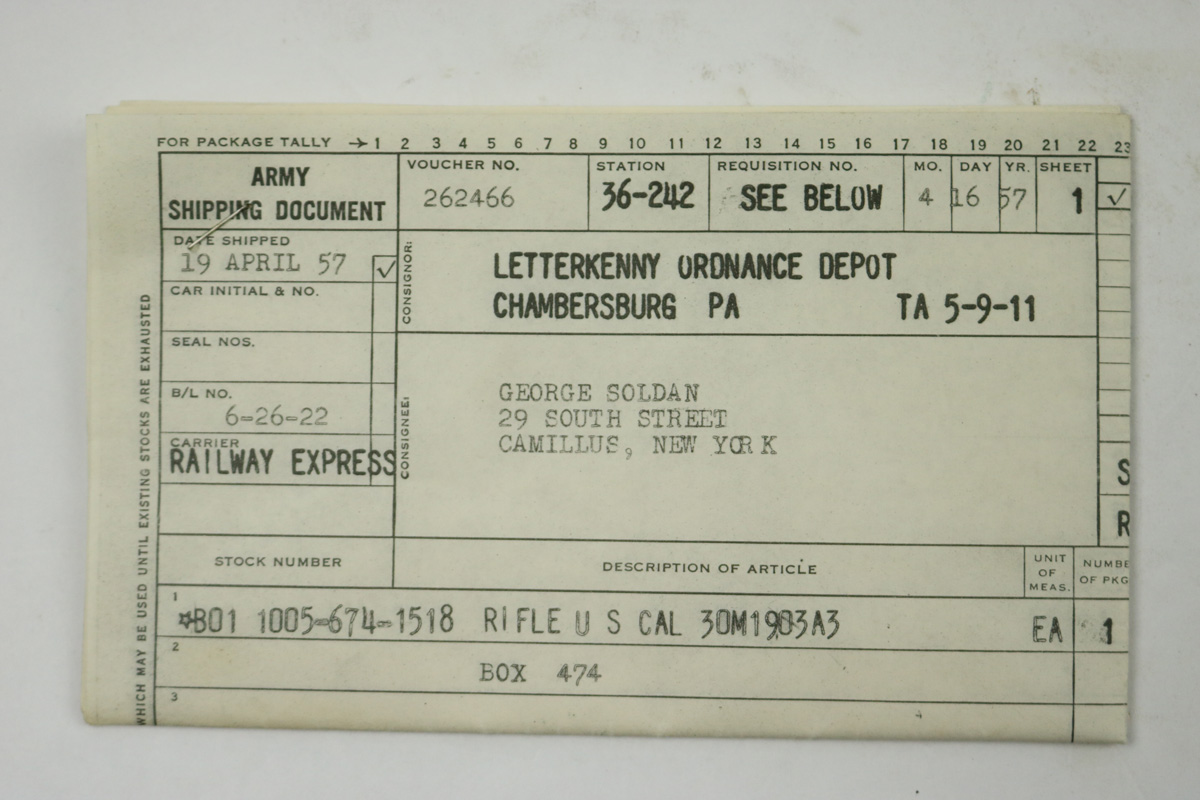 FOR PACKAGE TALLY → 1 2 3 4 5 6 7 8 9 10 11 12 13 14 15 16 17 18 19 20 21 22 23
ARMY
SHIPPING DOCUMENT
VOUCHER NO.
262466
STATION
36-242
REQUISITION NO.
SEE BELOW
MO. DAY YR.
4 16 57
SHEET
1
✓
DATE SHIPPED
19 APRIL 57 ✓
CAR INITIAL & NO.
SEAL NOS.
B/L NO.
6-26-22
CARRIER
RAILWAY EXPRESS
CONSIGNOR:
LETTERKENNY ORDNANCE DEPOT
CHAMBERSBURG PA TA 5-9-11
CONSIGNEE:
GEORGE SOLDAN
29 SOUTH STREET
CAMILLUS, NEW YORK
S
R
STOCK NUMBER
DESCRIPTION OF ARTICLE
UNIT
OF
MEAS.
NUMBE
OF PKG
1
*B01 1005-674-1518 RIFLE U S CAL 30M1903A3 EA 1
2
BOX 474
3
WHICH MAY BE USED UNTIL EXISTING STOCKS ARE EXHAUSTED